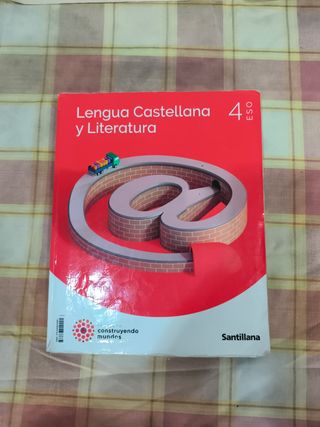 Lengua Castellana
y Literatura
4
ESO
construyendo
mundos
Santillana